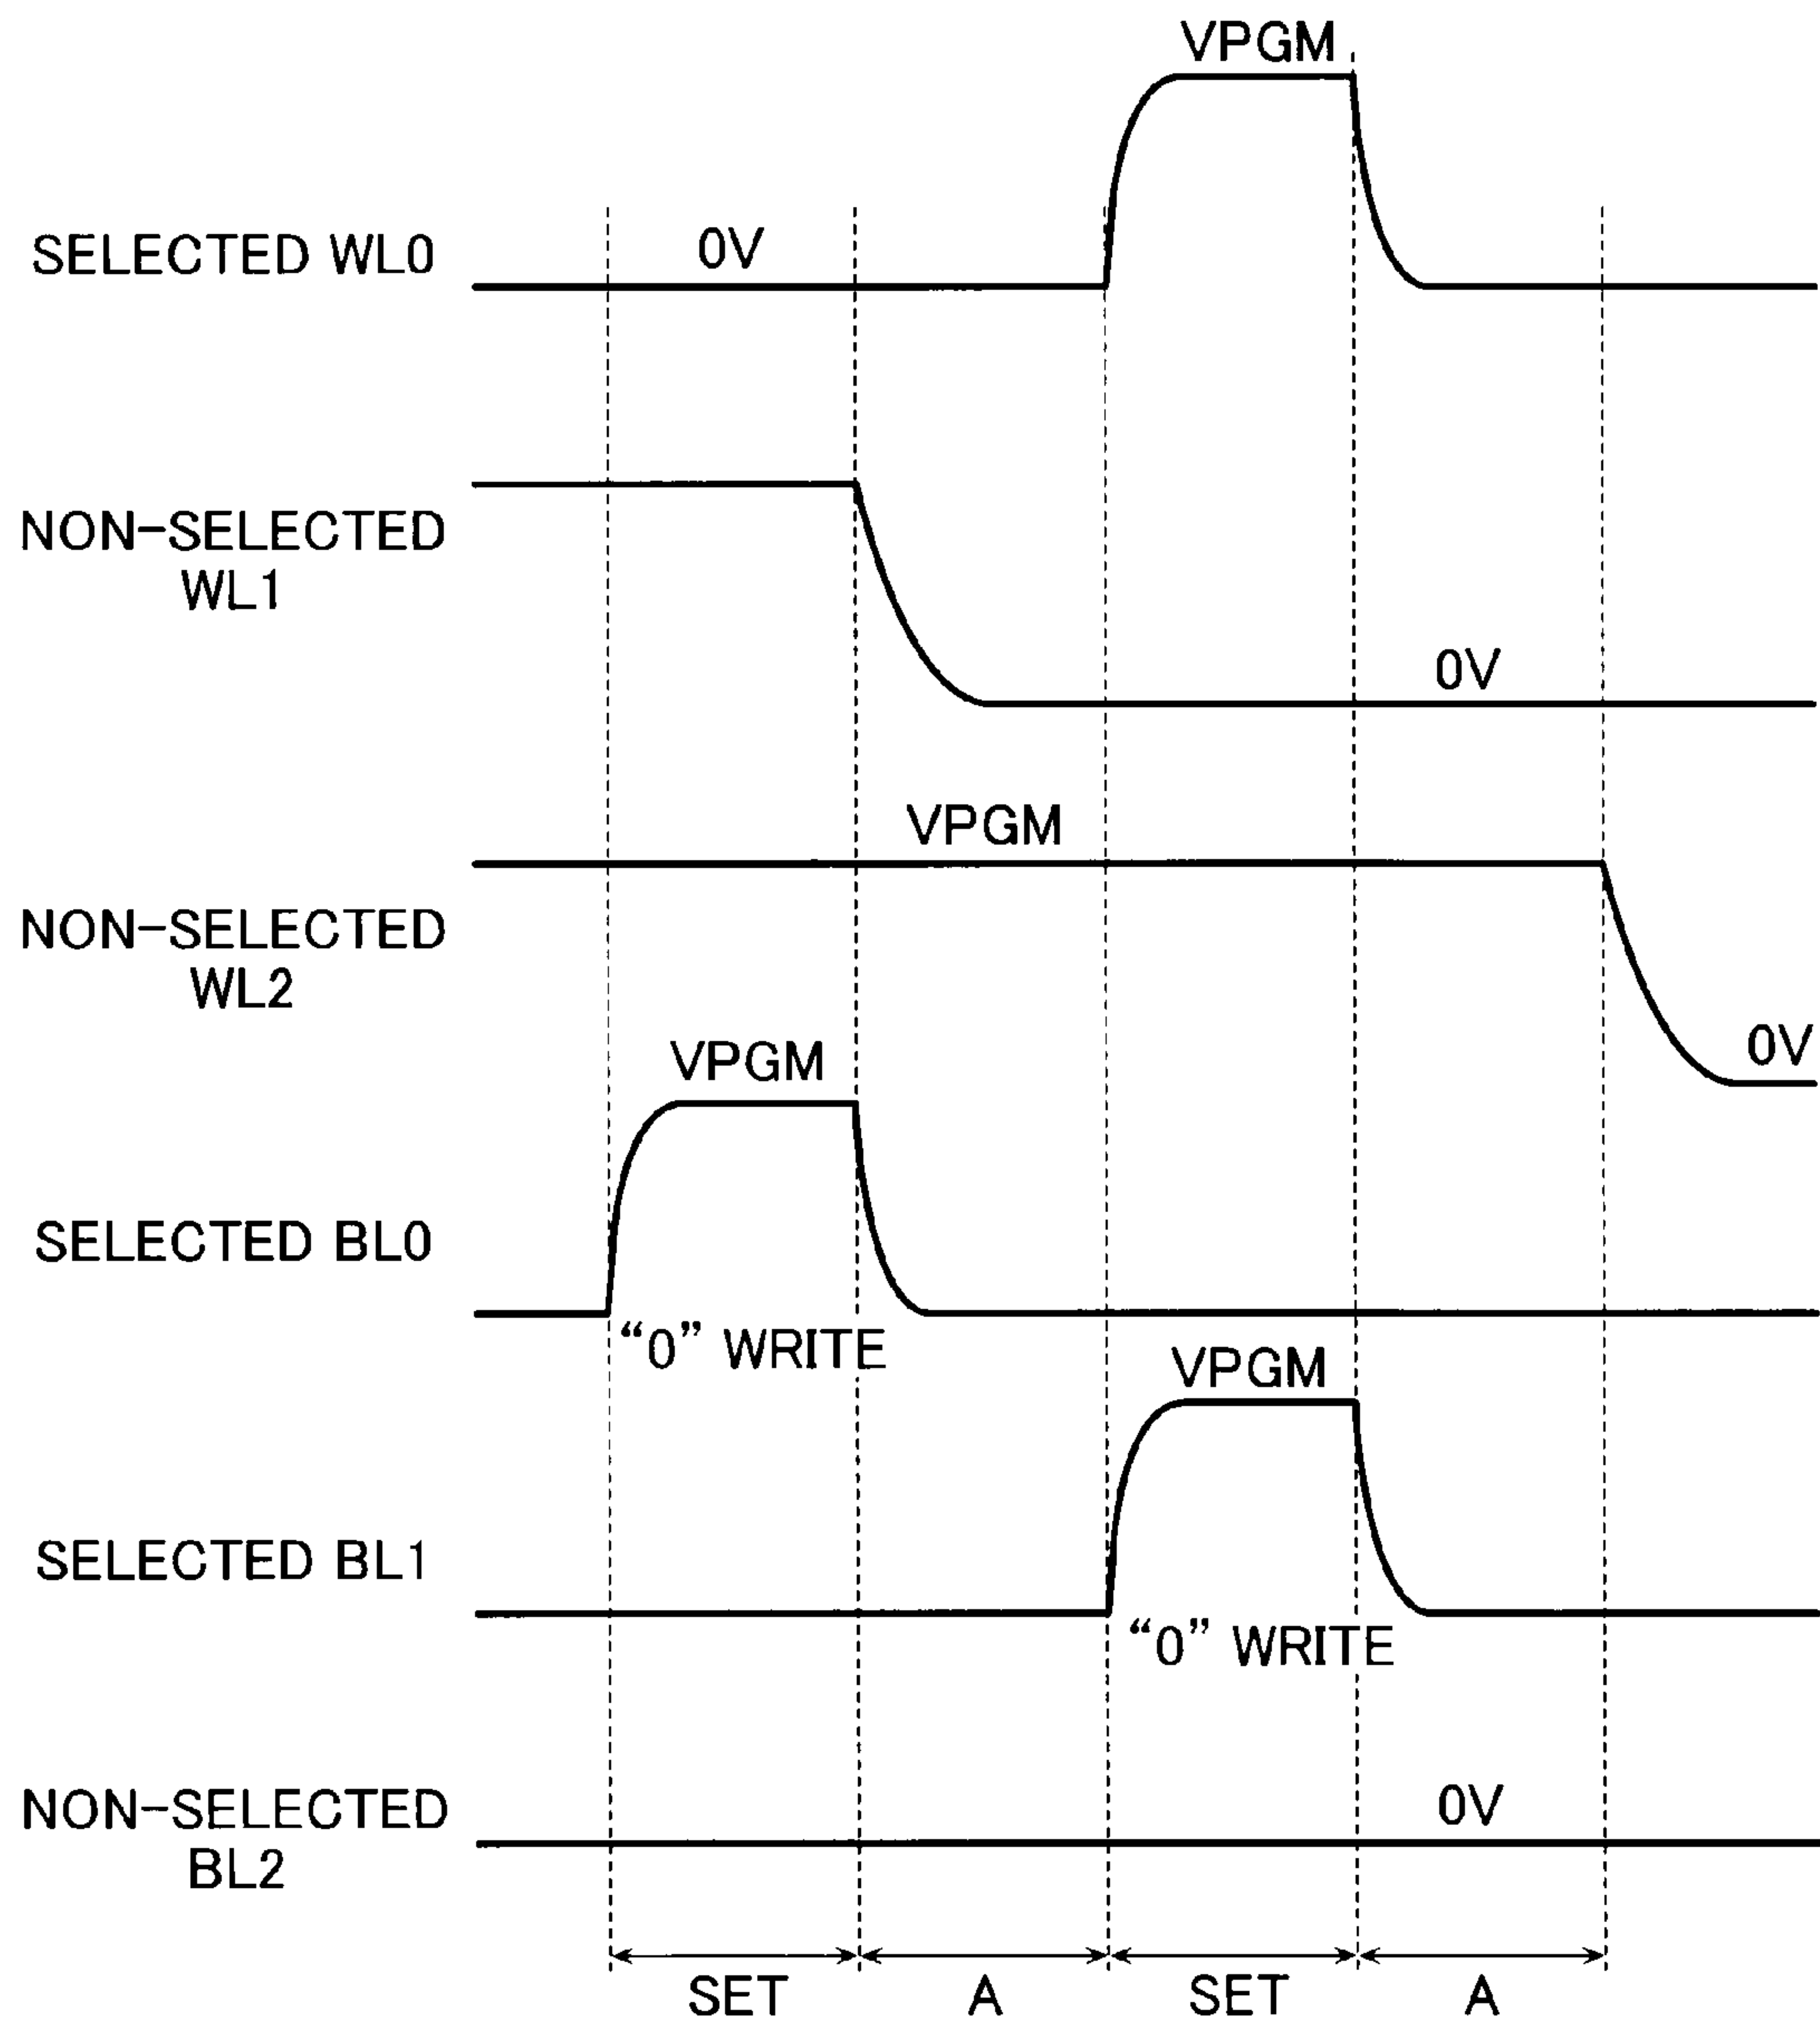 VPGM
SELECTED WL0
0V
NON-SELECTED
WL1
0V
VPGM
NON-SELECTED
WL2
0V
VPGM
SELECTED BL0
“0” WRITE
VPGM
SELECTED BL1
“0” WRITE
NON-SELECTED
BL2
0V
SET
A
SET
A